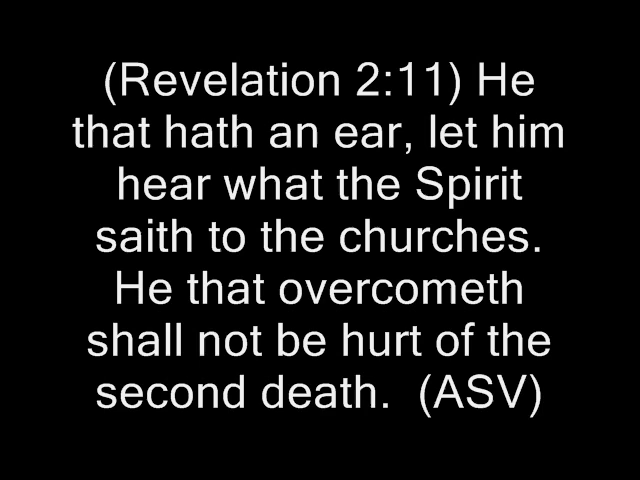 (Revelation 2:11) He
that hath an ear, let him
hear what the Spirit
saith to the churches.
He that overcometh
shall not be hurt of the
second death.  (ASV)